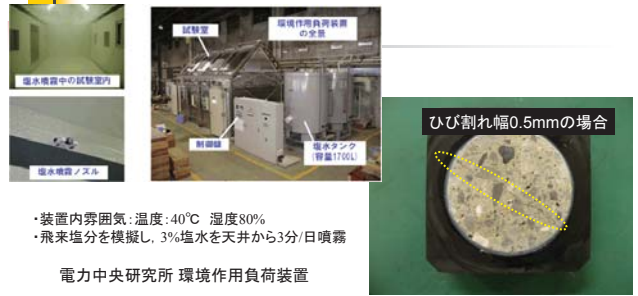 試験室
環境作用負荷装置
の全景
塩水噴霧中の試験室内
制御盤
塩水タンク
(容量1700L)
塩水噴霧ノズル
ひび割れ幅0.5mmの場合
・装置内雰囲気:温度:40℃ 湿度80%
・飛来塩分を模擬し，3%塩水を天井から3分/日噴霧
電力中央研究所 環境作用負荷装置